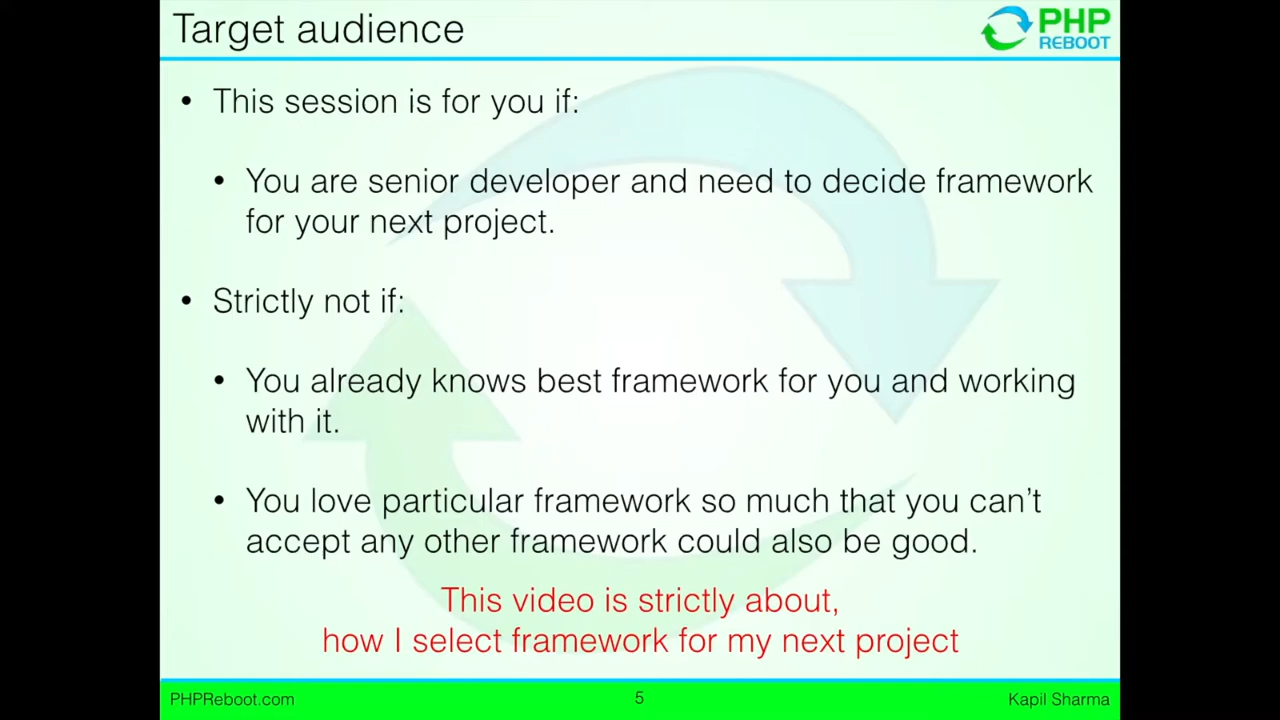 Target audience
PHP
REBOOT
• This session is for you if:
• You are senior developer and need to decide framework
for your next project.
• Strictly not if:
• You already knows best framework for you and working
with it.
• You love particular framework so much that you can't
accept any other framework could also be good.
This video is strictly about,
how I select framework for my next project
PHPReboot.com
5
Kapil Sharma